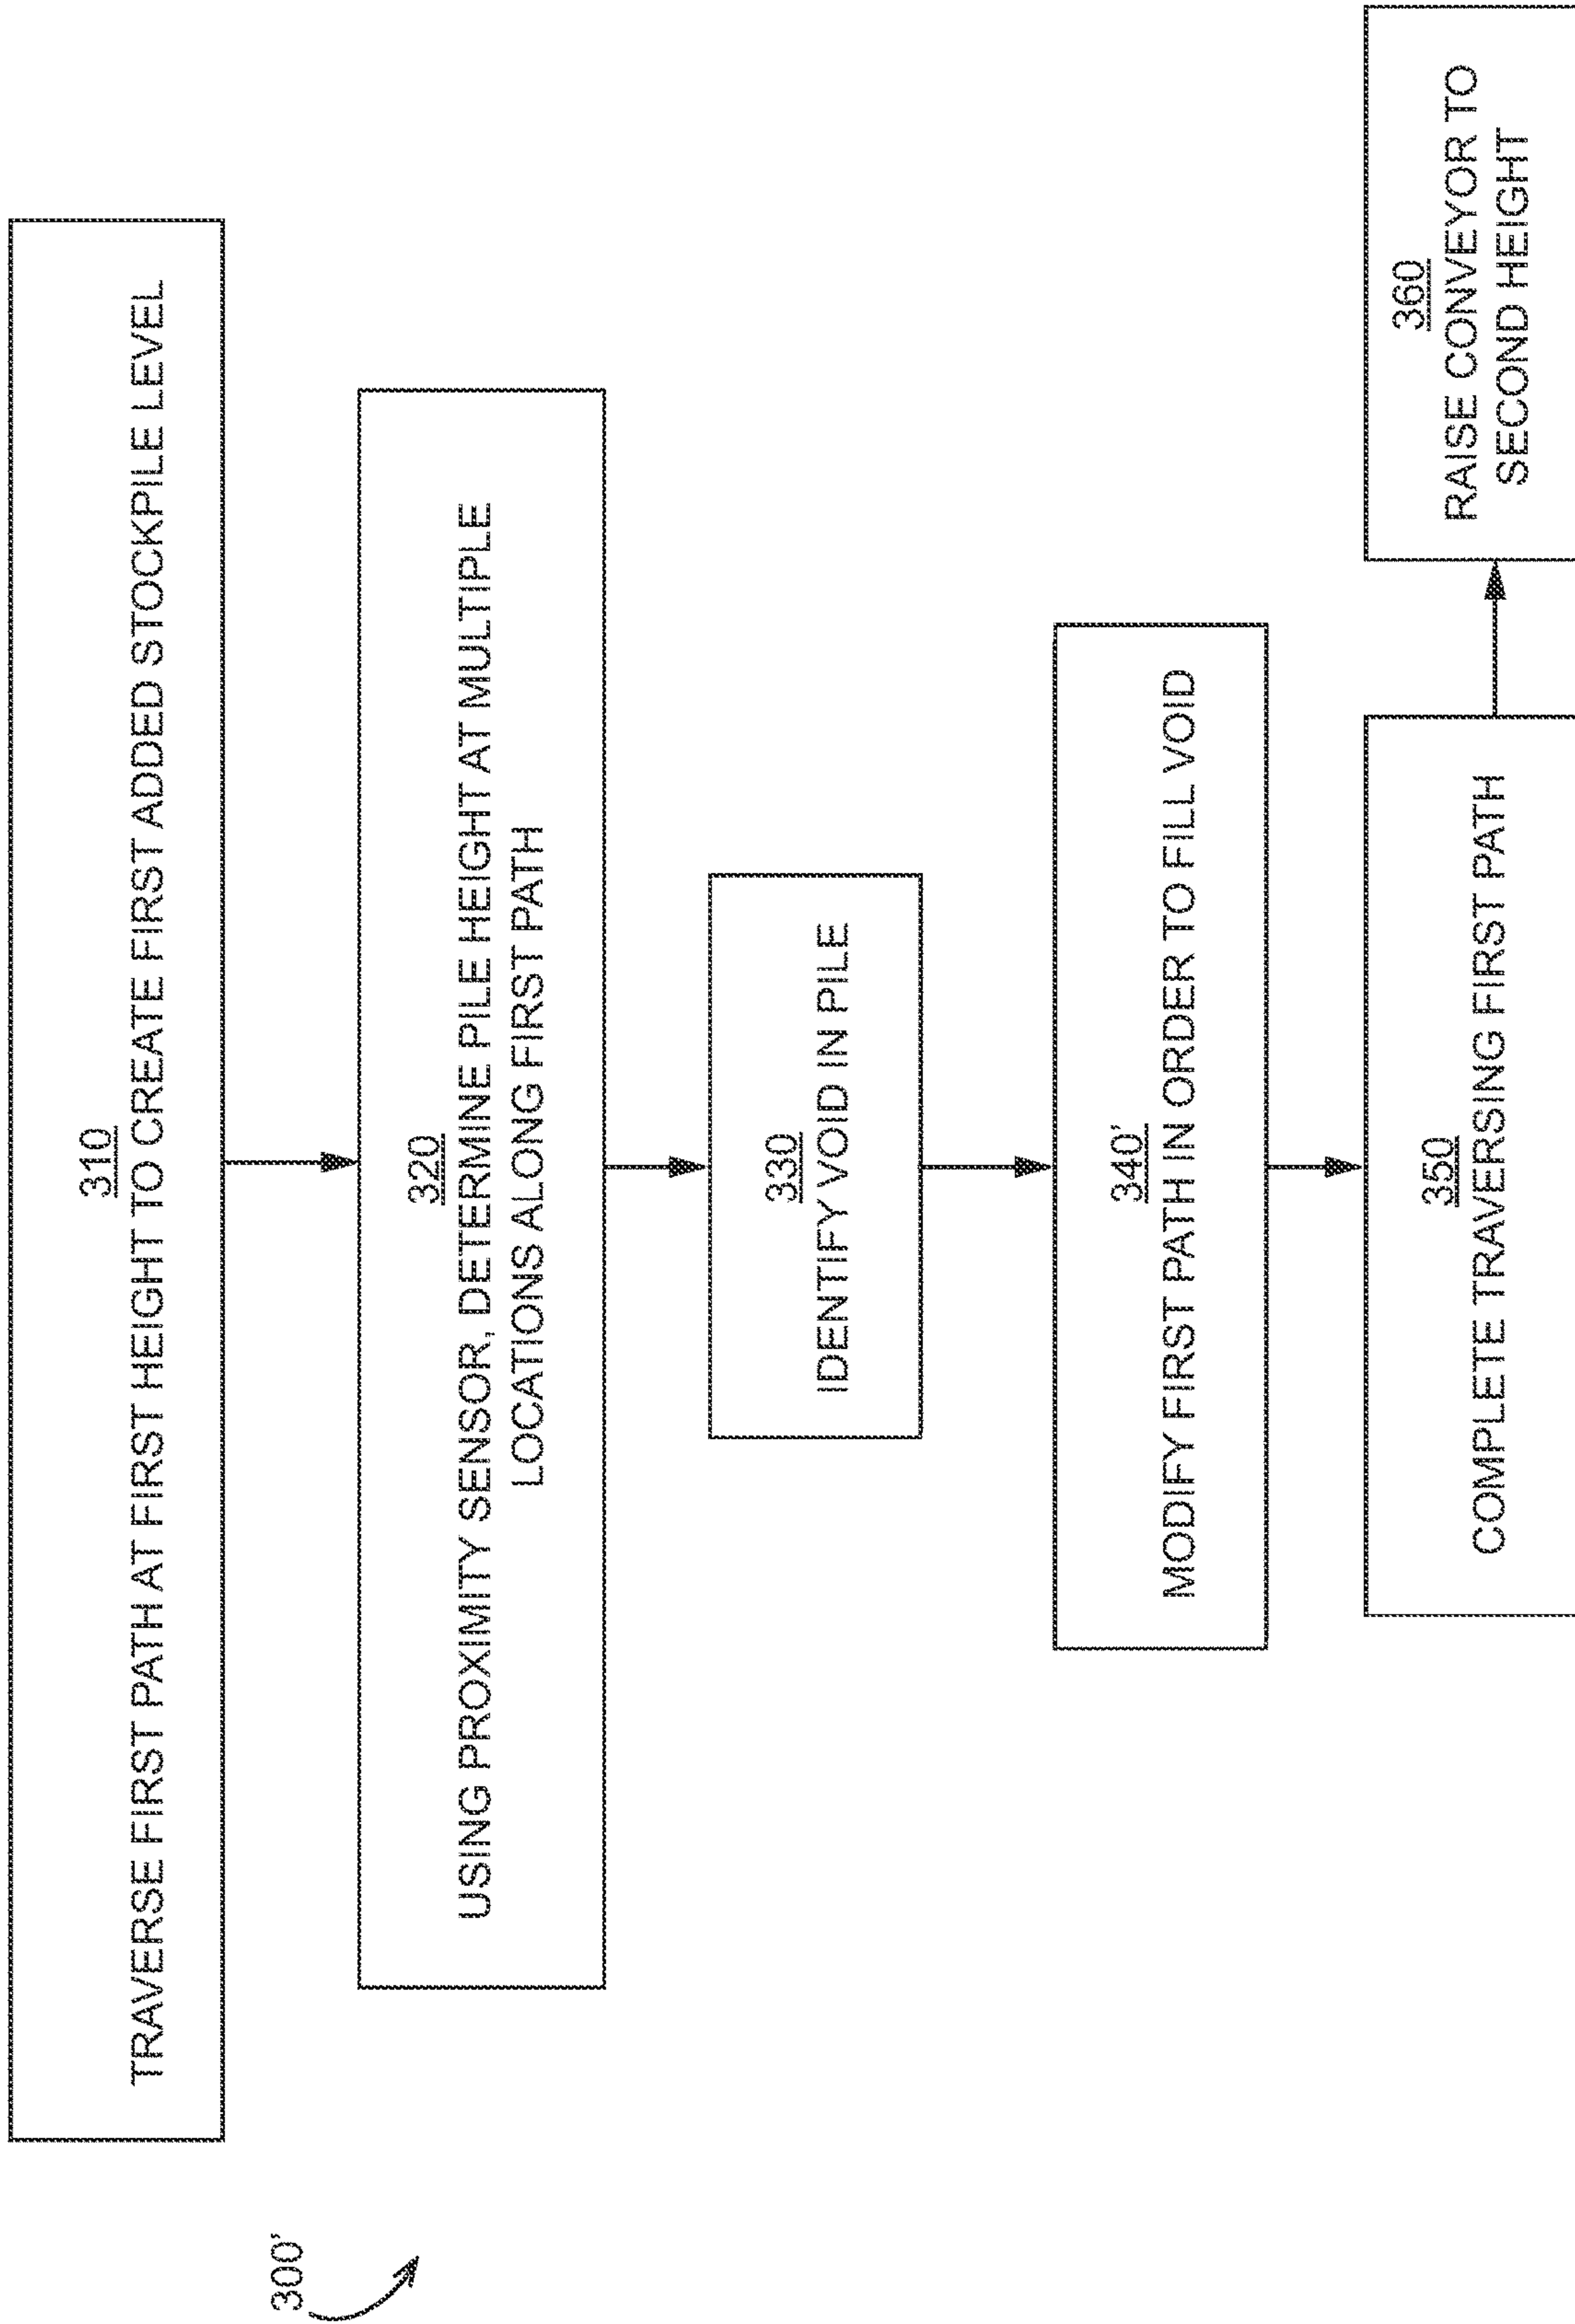 300'
310
TRAVERSE FIRST PATH AT FIRST HEIGHT TO CREATE FIRST ADDED STOCKPILE LEVEL
320
USING PROXIMITY SENSOR, DETERMINE PILE HEIGHT AT MULTIPLE
LOCATIONS ALONG FIRST PATH
330
IDENTIFY VOID IN PILE
340'
MODIFY FIRST PATH IN ORDER TO FILL VOID
350
COMPLETE TRAVERSING FIRST PATH
360
RAISE CONVEYOR TO
SECOND HEIGHT